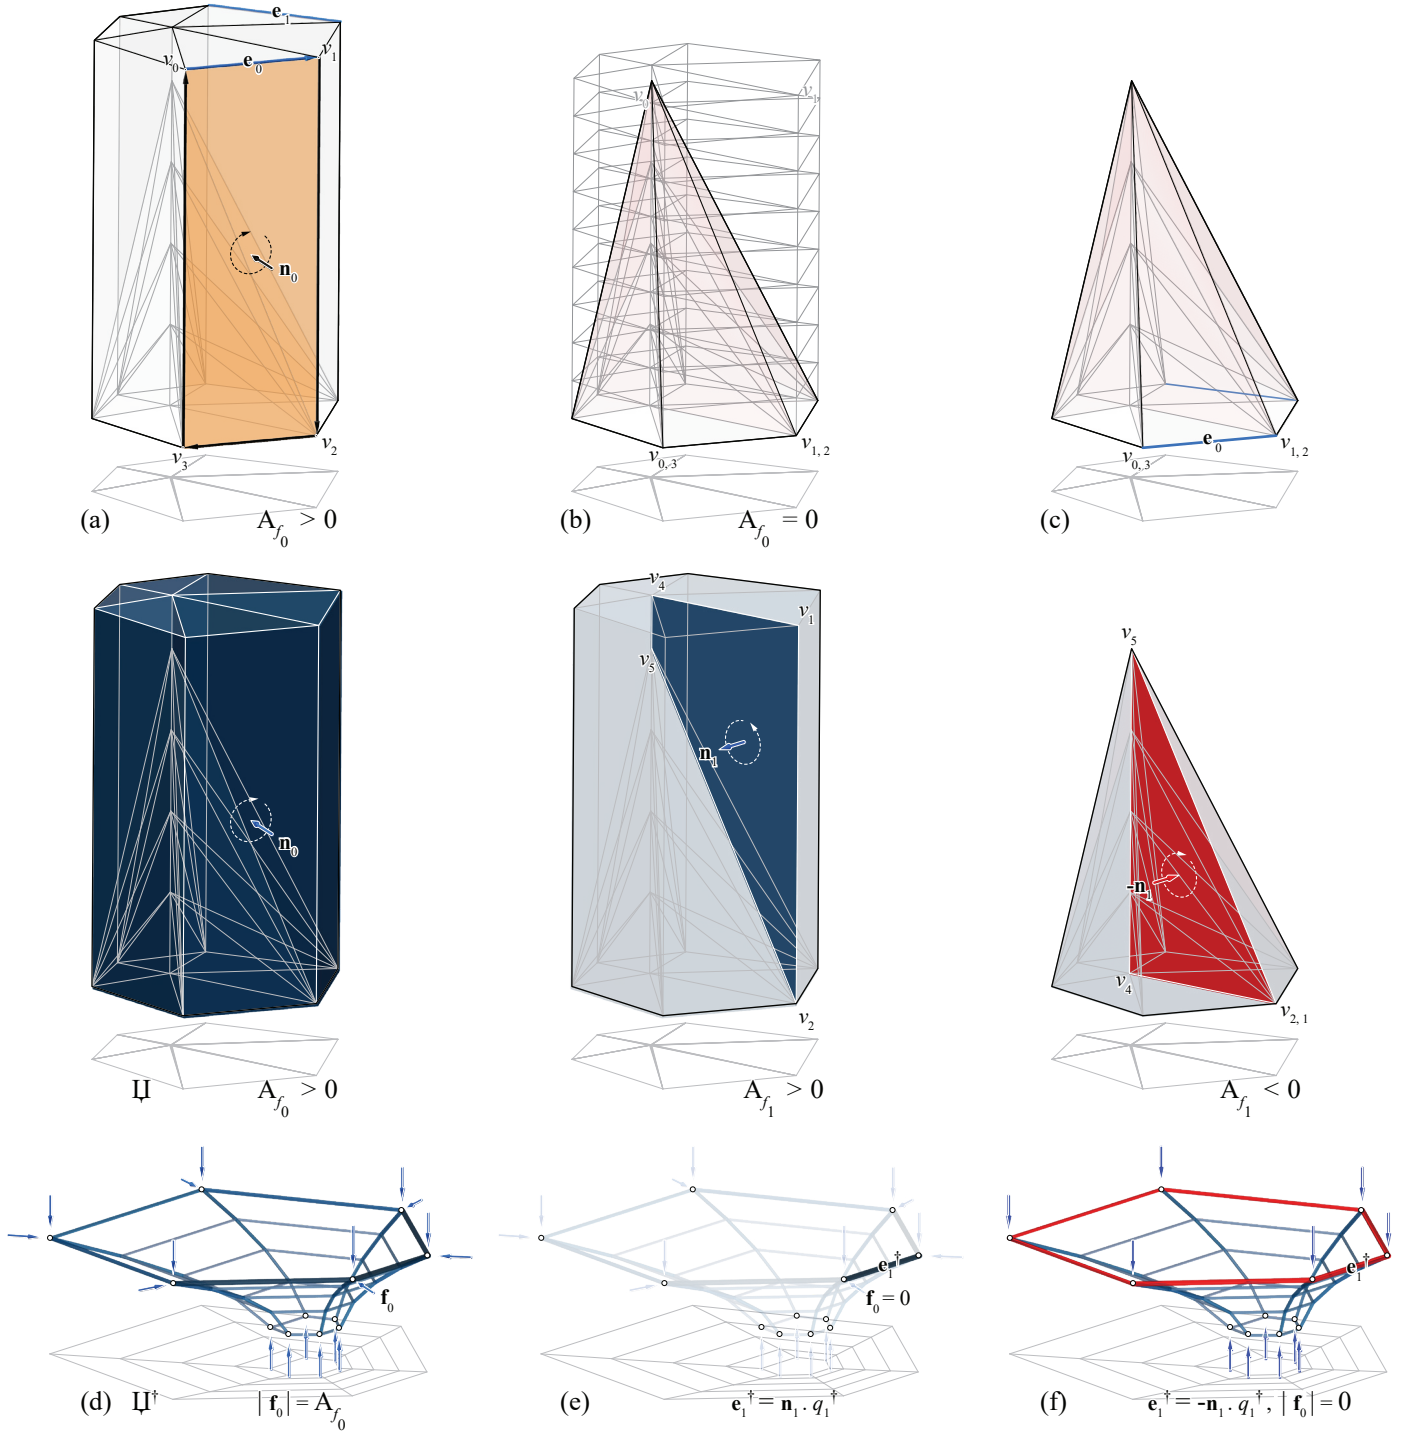 e1
v0 e0 v1
n0
v3 v2
(a) Af0 > 0
v0 v1
v0, 3 v1, 2
(b) Af0 = 0
e0
v0, 3 v1, 2
(c)
n0
Af0 > 0
v4
v1
v5
n1
v2
Af1 > 0
v5
-n1
v4
v2, 1
Af1 < 0
f0
(d) | f0 | = Af0
e1†
f0 = 0
(e) e1† = n1 . q1†
e1†
(f) e1† = -n1 . q1† , | f0 | = 0